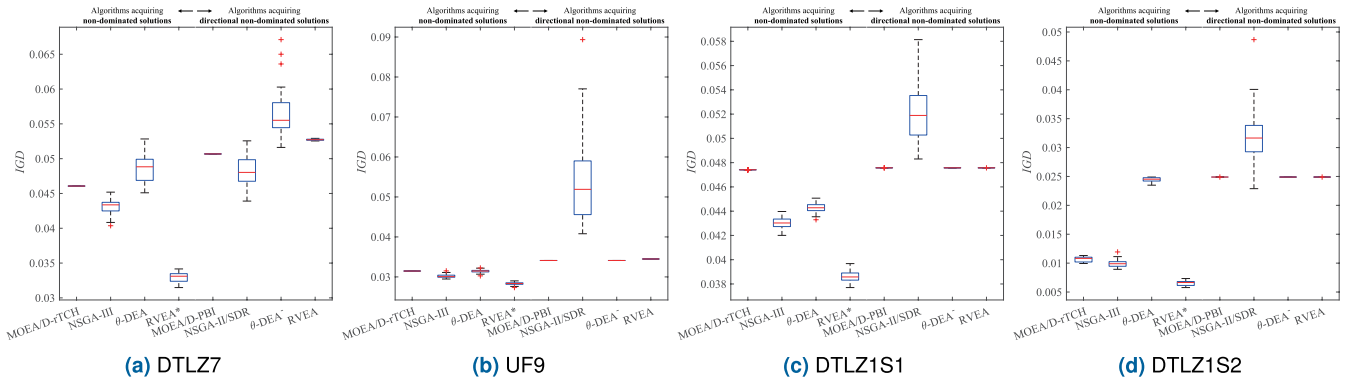 Algorithms acquiring Algorithms acquiring
non-dominated solutions directional non-dominated solutions
0.065
0.06
0.055
0.05
0.045
0.04
0.035
0.03
IGD
MOEA/D-rTCH NSGA-III θ-DEA RVEA* MOEA/D-PBI NSGA-II/SDR θ-DEA- RVEA
(a) DTLZ7
Algorithms acquiring Algorithms acquiring
non-dominated solutions directional non-dominated solutions
0.09
0.08
0.07
0.06
0.05
0.04
0.03
IGD
MOEA/D-rTCH NSGA-III θ-DEA RVEA* MOEA/D-PBI NSGA-II/SDR θ-DEA- RVEA
(b) UF9
Algorithms acquiring Algorithms acquiring
non-dominated solutions directional non-dominated solutions
0.058
0.056
0.054
0.052
0.05
0.048
0.046
0.044
0.042
0.04
0.038
IGD
MOEA/D-rTCH NSGA-III θ-DEA RVEA* MOEA/D-PBI NSGA-II/SDR θ-DEA- RVEA
(c) DTLZ1S1
Algorithms acquiring Algorithms acquiring
non-dominated solutions directional non-dominated solutions
0.05
0.045
0.04
0.035
0.03
0.025
0.02
0.015
0.01
0.005
IGD
MOEA/D-rTCH NSGA-III θ-DEA RVEA* MOEA/D-PBI NSGA-II/SDR θ-DEA- RVEA
(d) DTLZ1S2